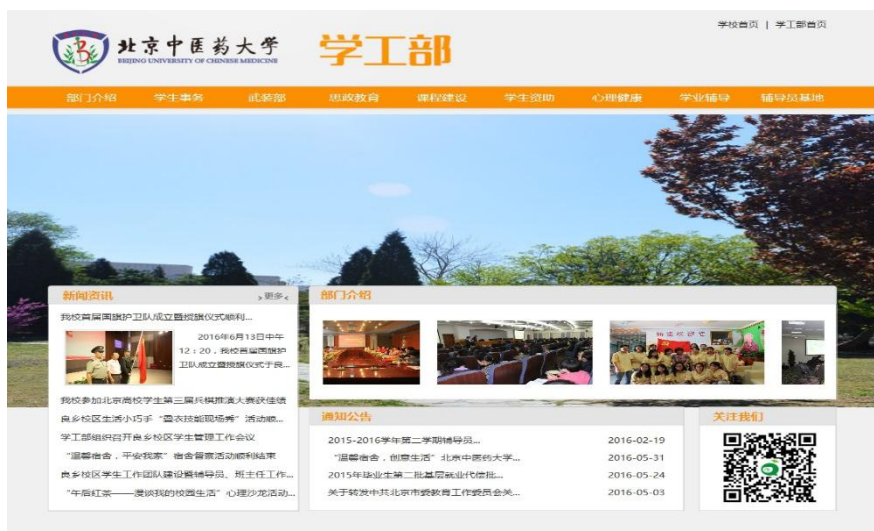 学校首页 | 学工部首页
北京中医药大学
BEIJING UNIVERSITY OF CHINESE MEDICINE
学工部
部门介绍 学生事务 武装部 思政教育 课程建设 学生资助 心理健康 学业辅导 辅导员基地
新闻资讯
更多
我校首届国旗护卫队成立暨授旗仪式顺利...
2016年6月13日中午
12：20，我校首届国旗护
卫队成立暨授旗仪式于良...
我校参加北京高校学生第三届兵棋推演大赛获佳绩
良乡校区生活小巧手“叠衣技能现场秀”活动顺...
学工部组织召开良乡校区学生管理工作会议
“温馨宿舍，平安我家”宿舍督察活动顺利结束
良乡校区学生工作团队建设暨辅导员、班主任工作...
“午后红茶——漫谈我的校园生活”心理沙龙活动...
部门介绍
通知公告
2015-2016学年第二学期辅导员... 2016-02-19
“温馨宿舍，创意生活”北京中医药大学... 2016-05-31
2015年毕业生第二批基层就业代偿批... 2016-05-24
关于转发中共北京市委教育工作委员会关... 2016-05-03
关注我们